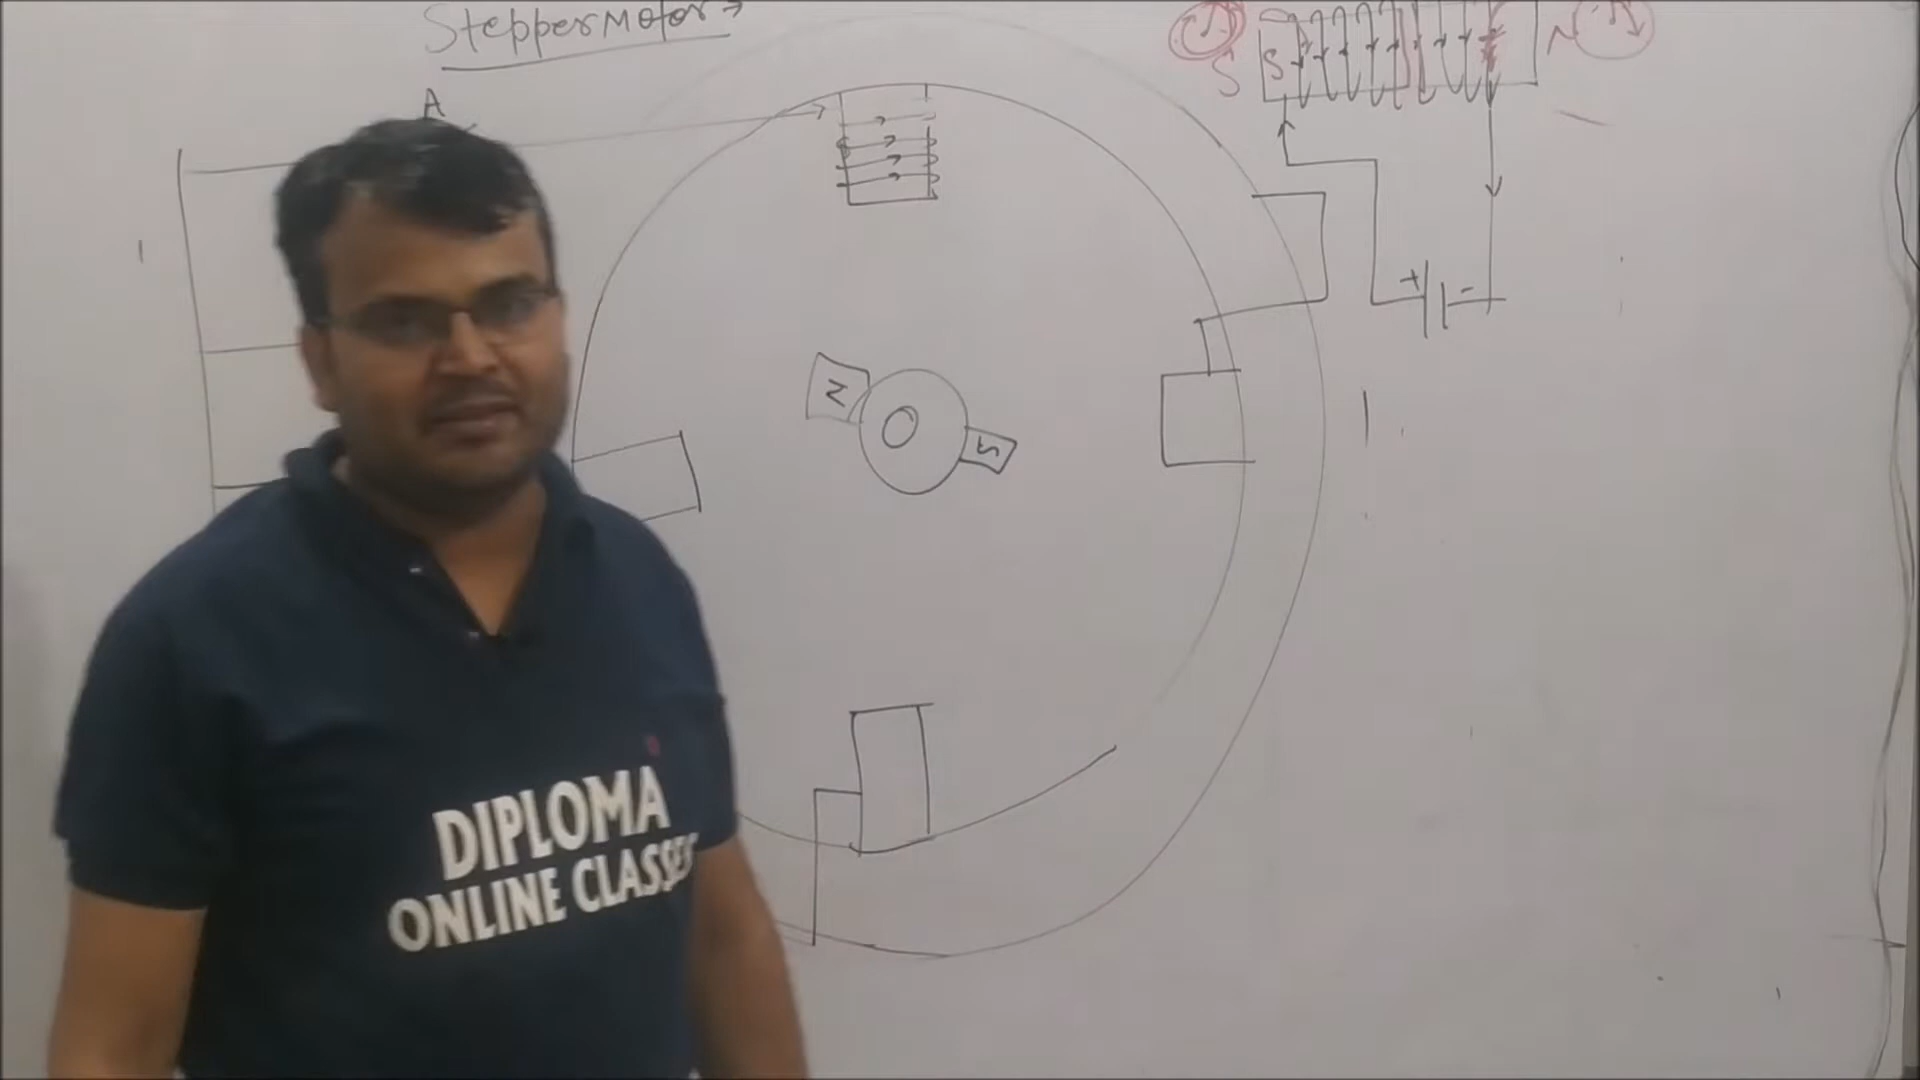 Stepper Motor →
A
S
S
N
+
-
N
S
DIPLOMA
ONLINE CLASSES